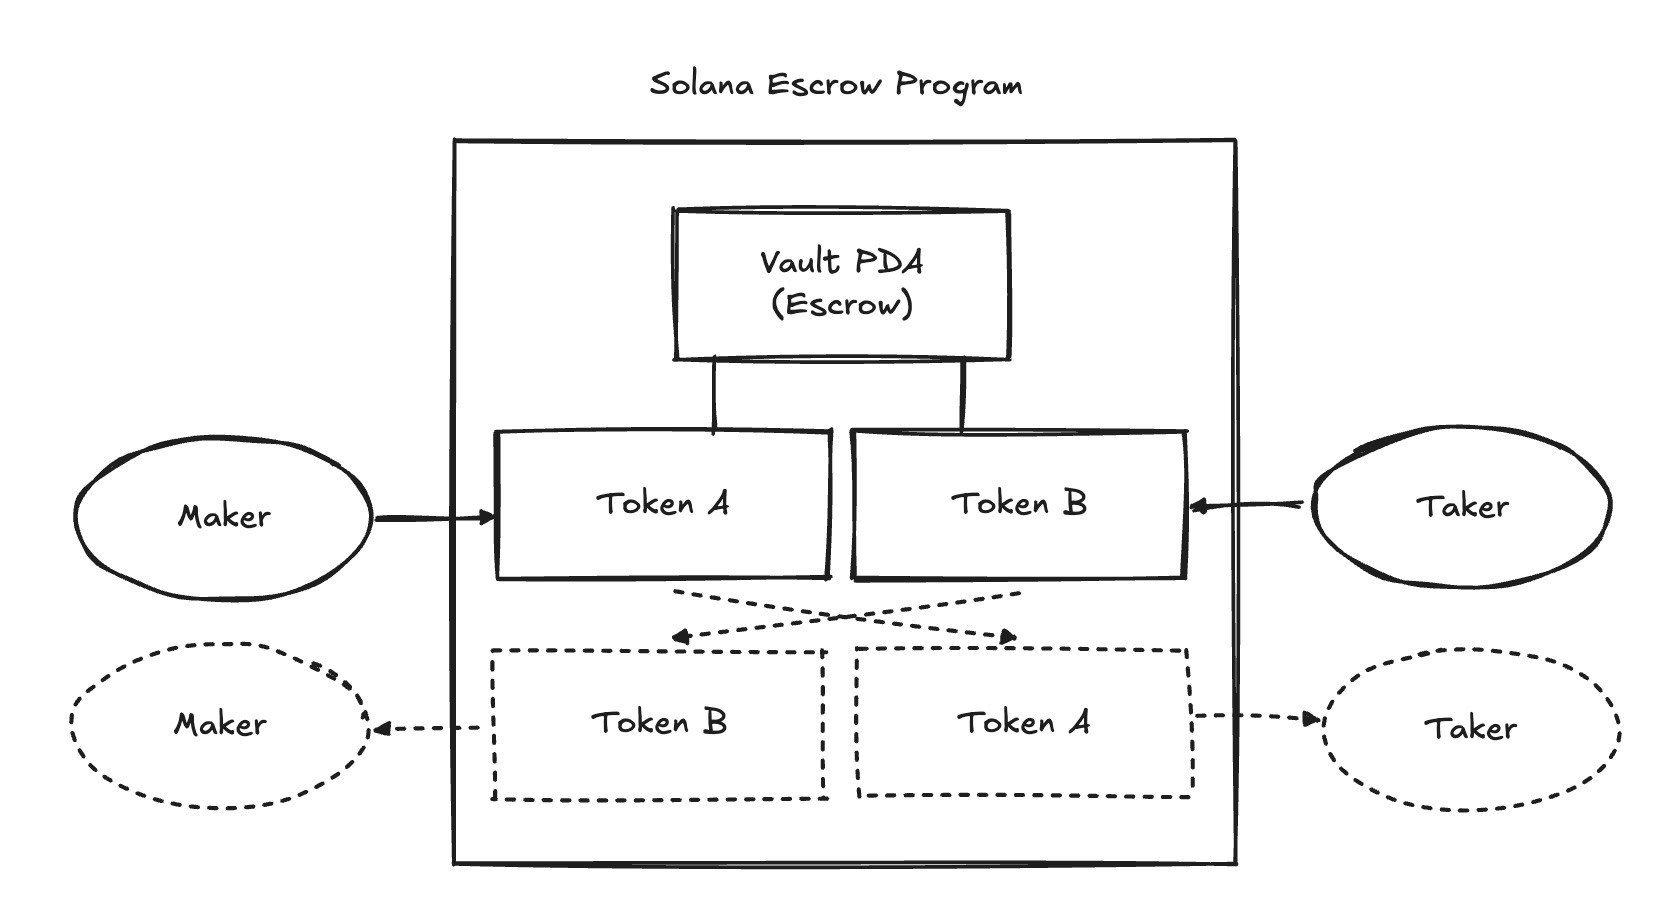 Solana Escrow Program
Vault PDA
(Escrow)
Maker
Token A
Token B
Taker
Maker
Token B
Token A
Taker